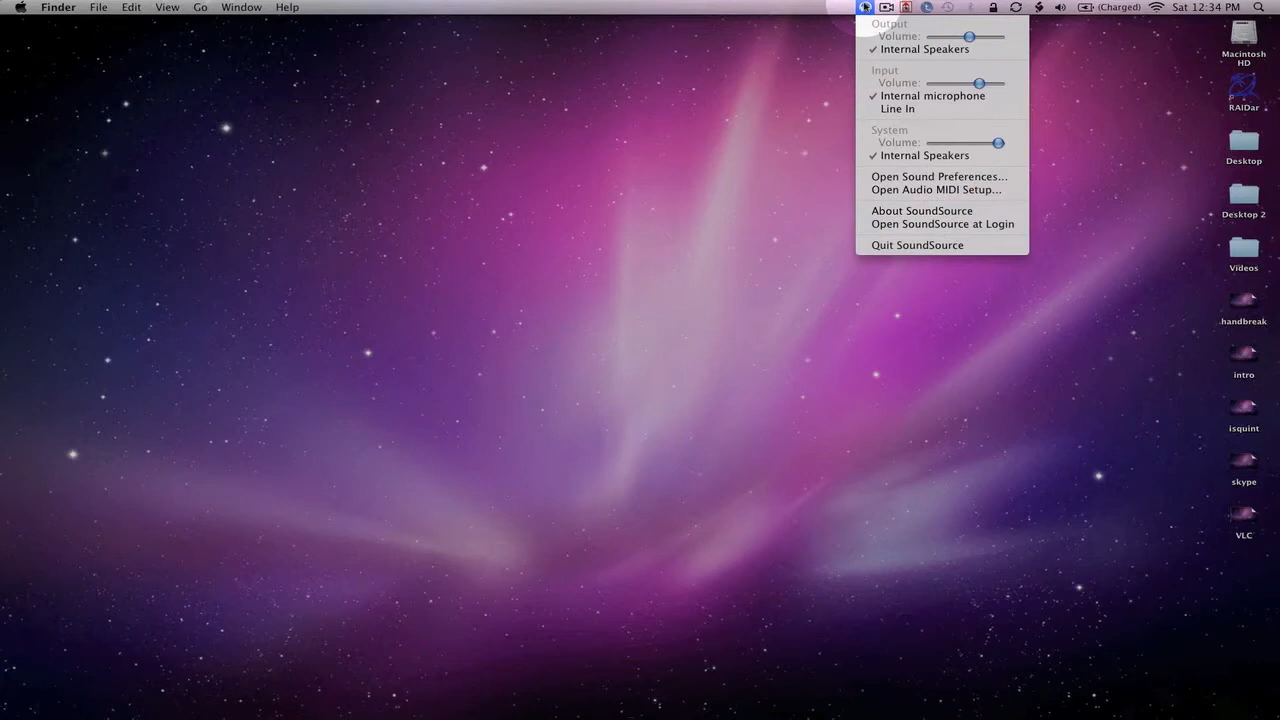 Finder File Edit View Go Window Help (Charged) Sat 12:34 PM
Output
Volume:
✓ Internal Speakers
Input
Volume:
✓ Internal microphone
Line In
System
Volume:
✓ Internal Speakers
Open Sound Preferences...
Open Audio MIDI Setup...
About SoundSource
Open SoundSource at Login
Quit SoundSource
Macintosh
HD
RAIDar
Desktop
Desktop 2
Videos
handbreak
intro
isquint
skype
VLC